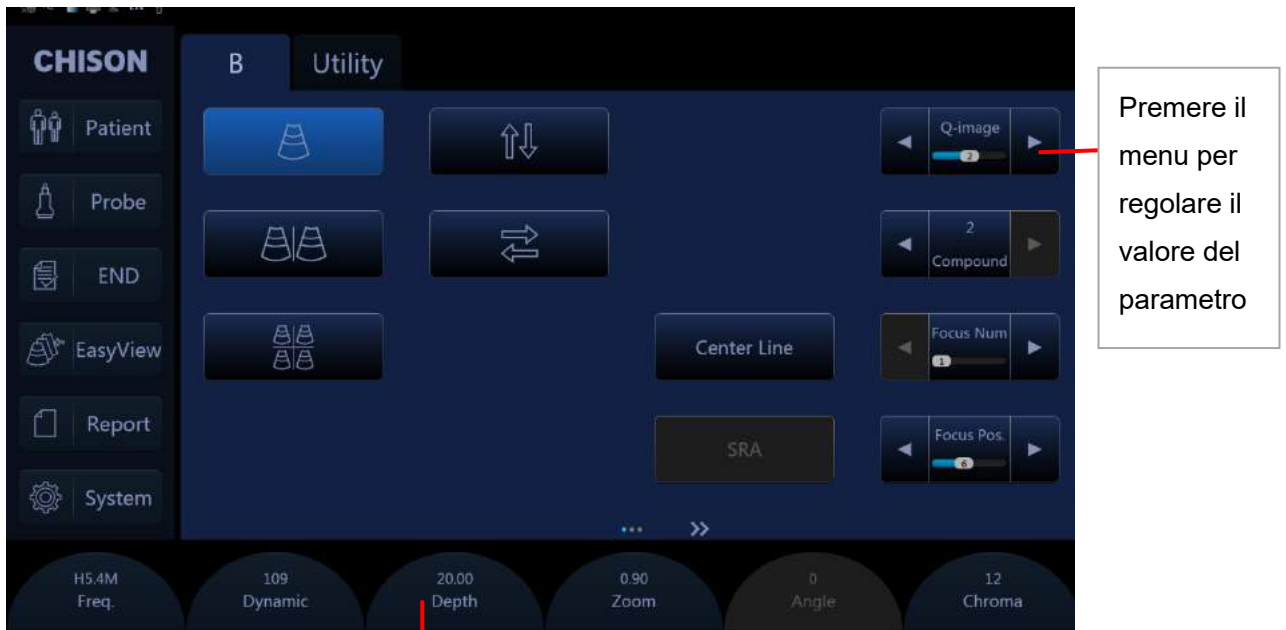 CHISON
B
Utility
Patient
Probe
END
EasyView
Report
System
Q-image
2
2
Compound
Center Line
Focus Num
1
SRA
Focus Pos.
6
H5.4M
Freq.
109
Dynamic
20.00
Depth
0.90
Zoom
0
Angle
12
Chroma
Premere il
menu per
regolare il
valore del
parametro